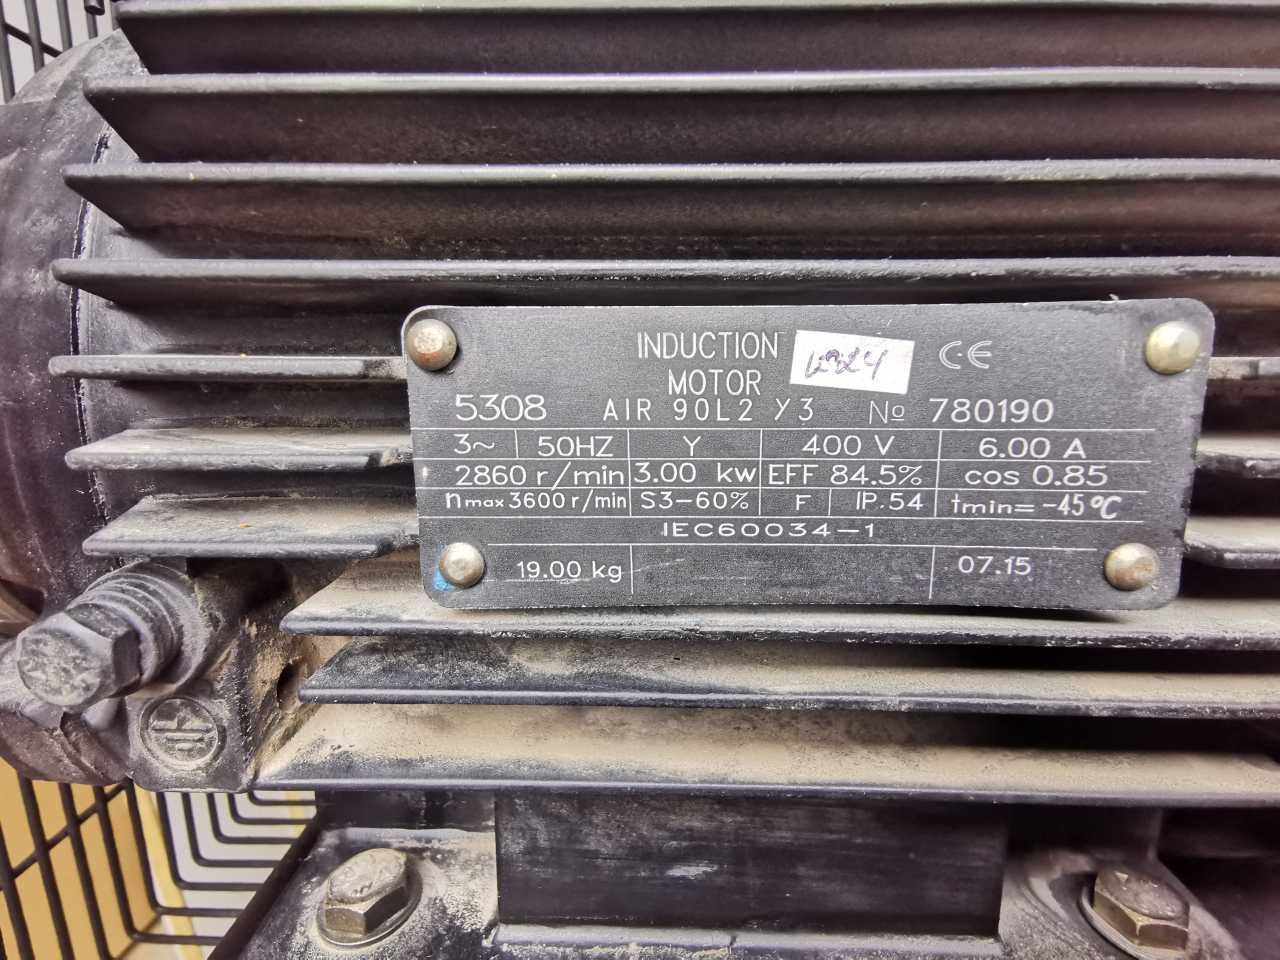 INDUCTION
MOTOR
CE
5308 AIR 90L2 Y3 № 780190
3~ 50HZ Y 400 V 6.00 A
2860 r/min 3.00 kw EFF 84.5% cos 0.85
nmax 3600 r/min S3-60% F IP.54 tmin= -45°C
IEC60034-1
19.00 kg 07.15